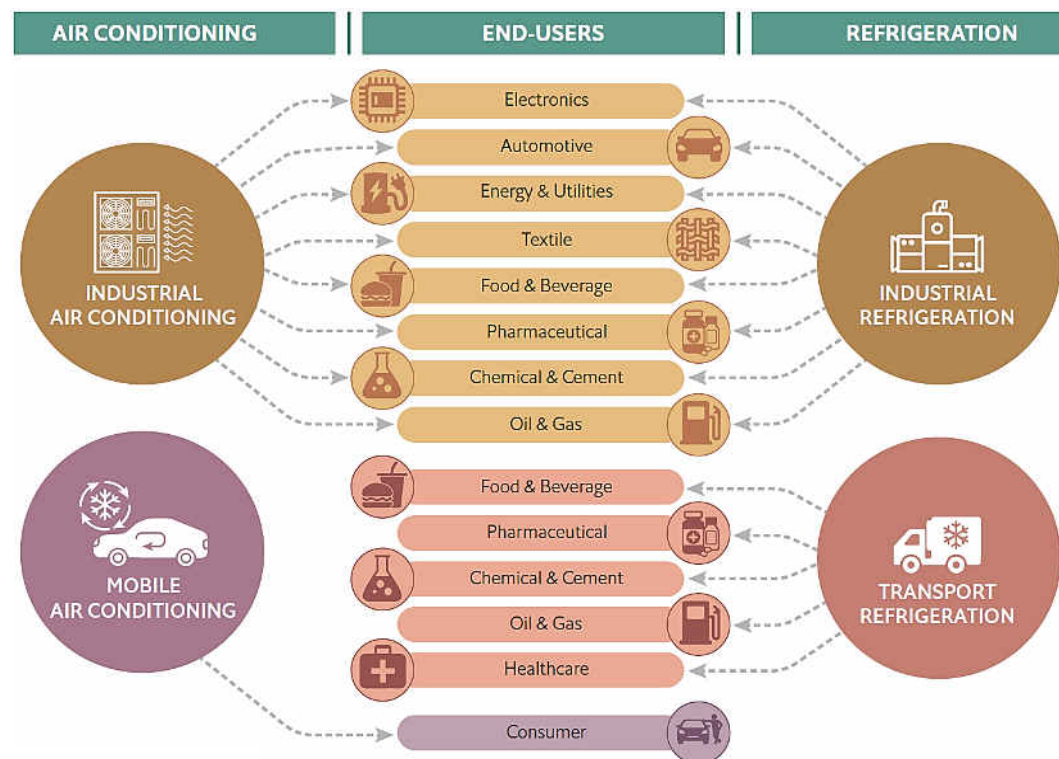 AIR CONDITIONING
END-USERS
REFRIGERATION
Electronics
Automotive
Energy & Utilities
Textile
Food & Beverage
Pharmaceutical
Chemical & Cement
Oil & Gas
INDUSTRIAL
AIR CONDITIONING
INDUSTRIAL
REFRIGERATION
Food & Beverage
Pharmaceutical
Chemical & Cement
Oil & Gas
Healthcare
Consumer
MOBILE
AIR CONDITIONING
TRANSPORT
REFRIGERATION